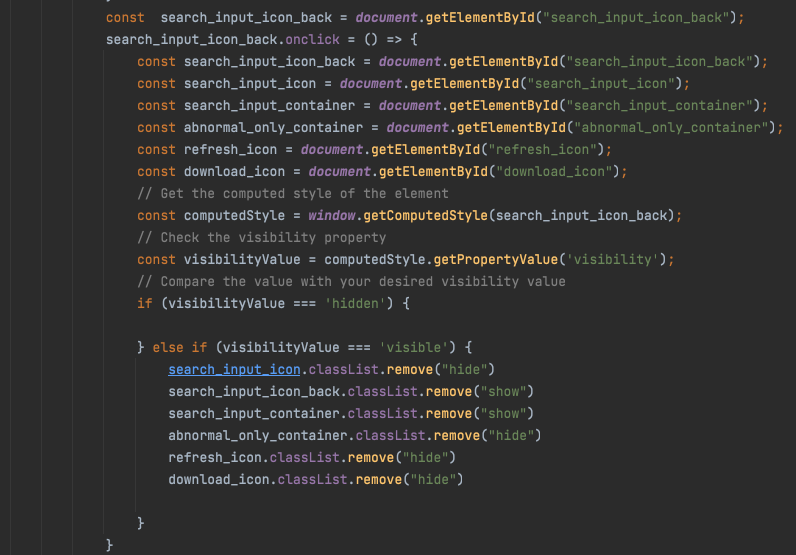 const  search_input_icon_back = document.getElementById("search_input_icon_back");
search_input_icon_back.onclick = () => {
const search_input_icon_back = document.getElementById("search_input_icon_back");
const search_input_icon = document.getElementById("search_input_icon");
const search_input_container = document.getElementById("search_input_container");
const abnormal_only_container = document.getElementById("abnormal_only_container");
const refresh_icon = document.getElementById("refresh_icon");
const download_icon = document.getElementById("download_icon");
// Get the computed style of the element
const computedStyle = window.getComputedStyle(search_input_icon_back);
// Check the visibility property
const visibilityValue = computedStyle.getPropertyValue('visibility');
// Compare the value with your desired visibility value
if (visibilityValue === 'hidden') {
} else if (visibilityValue === 'visible') {
search_input_icon.classList.remove("hide")
search_input_icon_back.classList.remove("show")
search_input_container.classList.remove("show")
abnormal_only_container.classList.remove("hide")
refresh_icon.classList.remove("hide")
download_icon.classList.remove("hide")
}
}